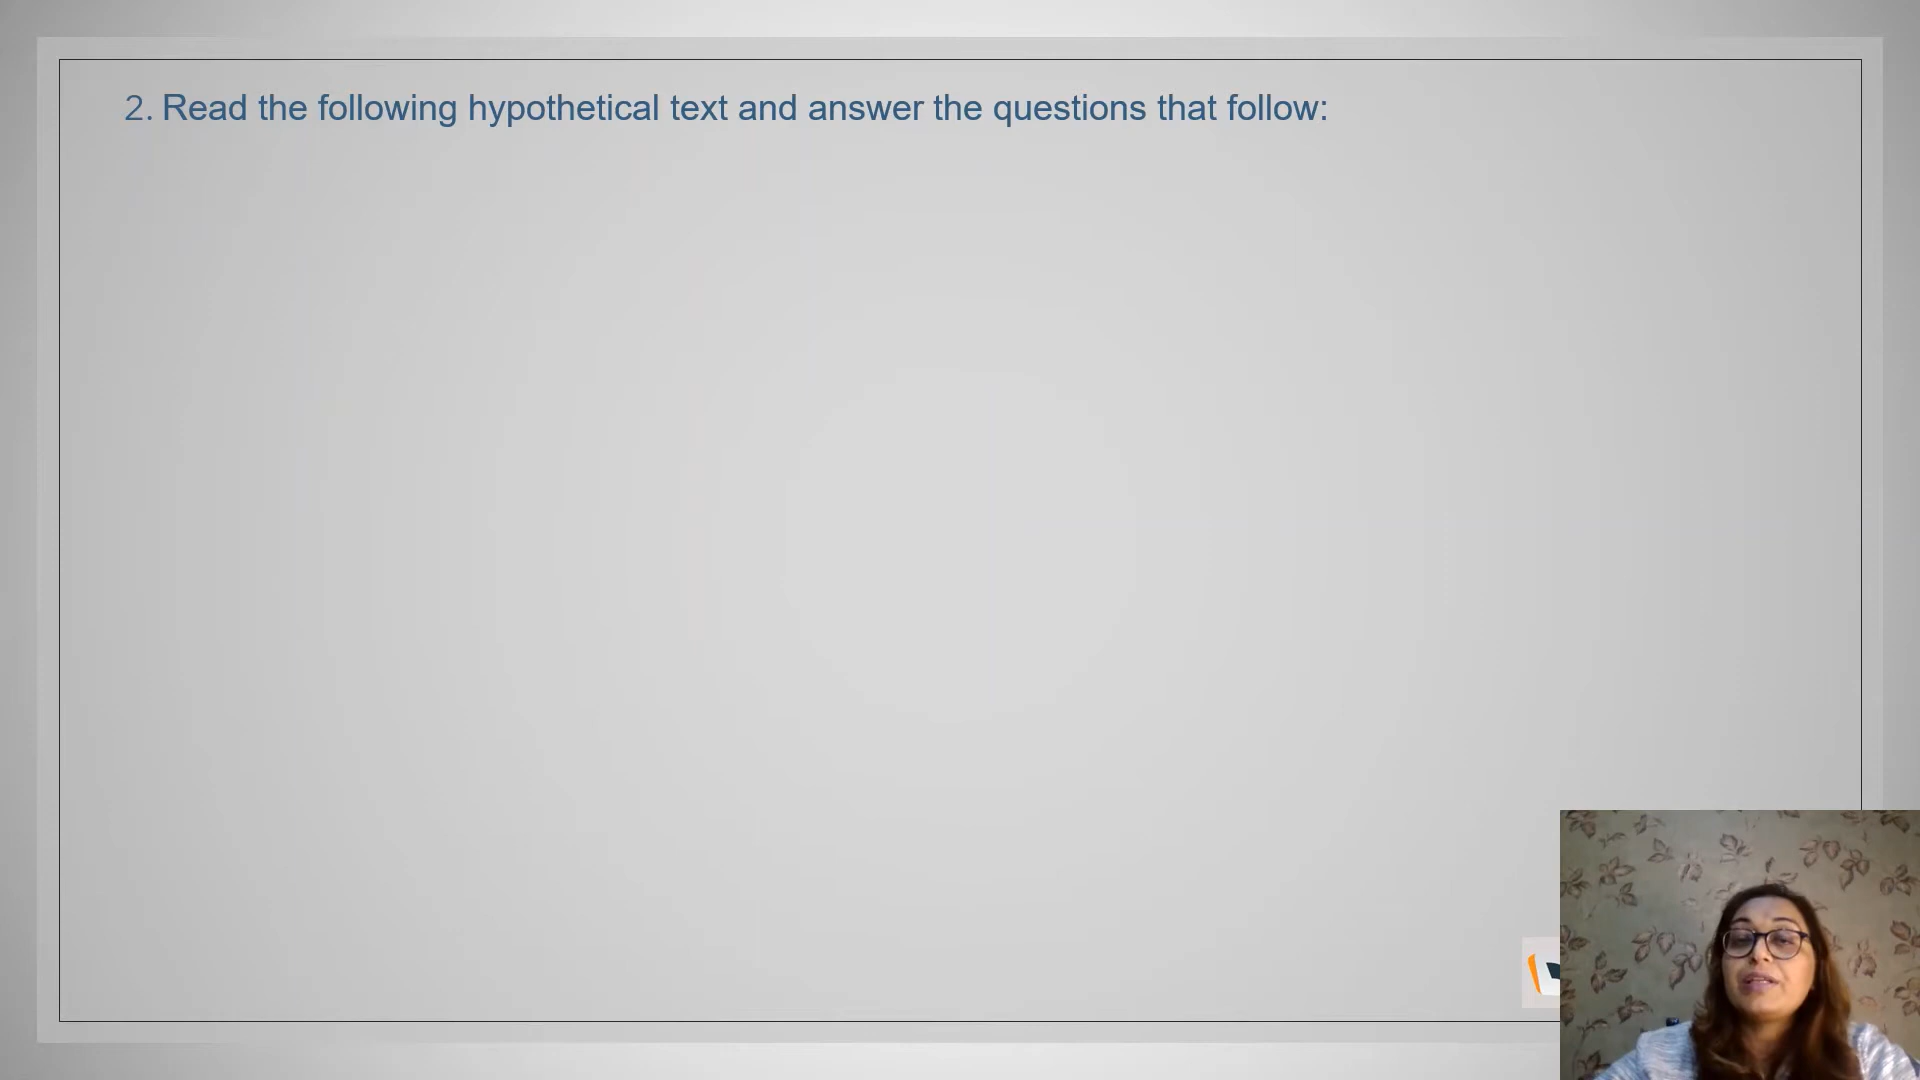 2. Read the following hypothetical text and answer the questions that follow: